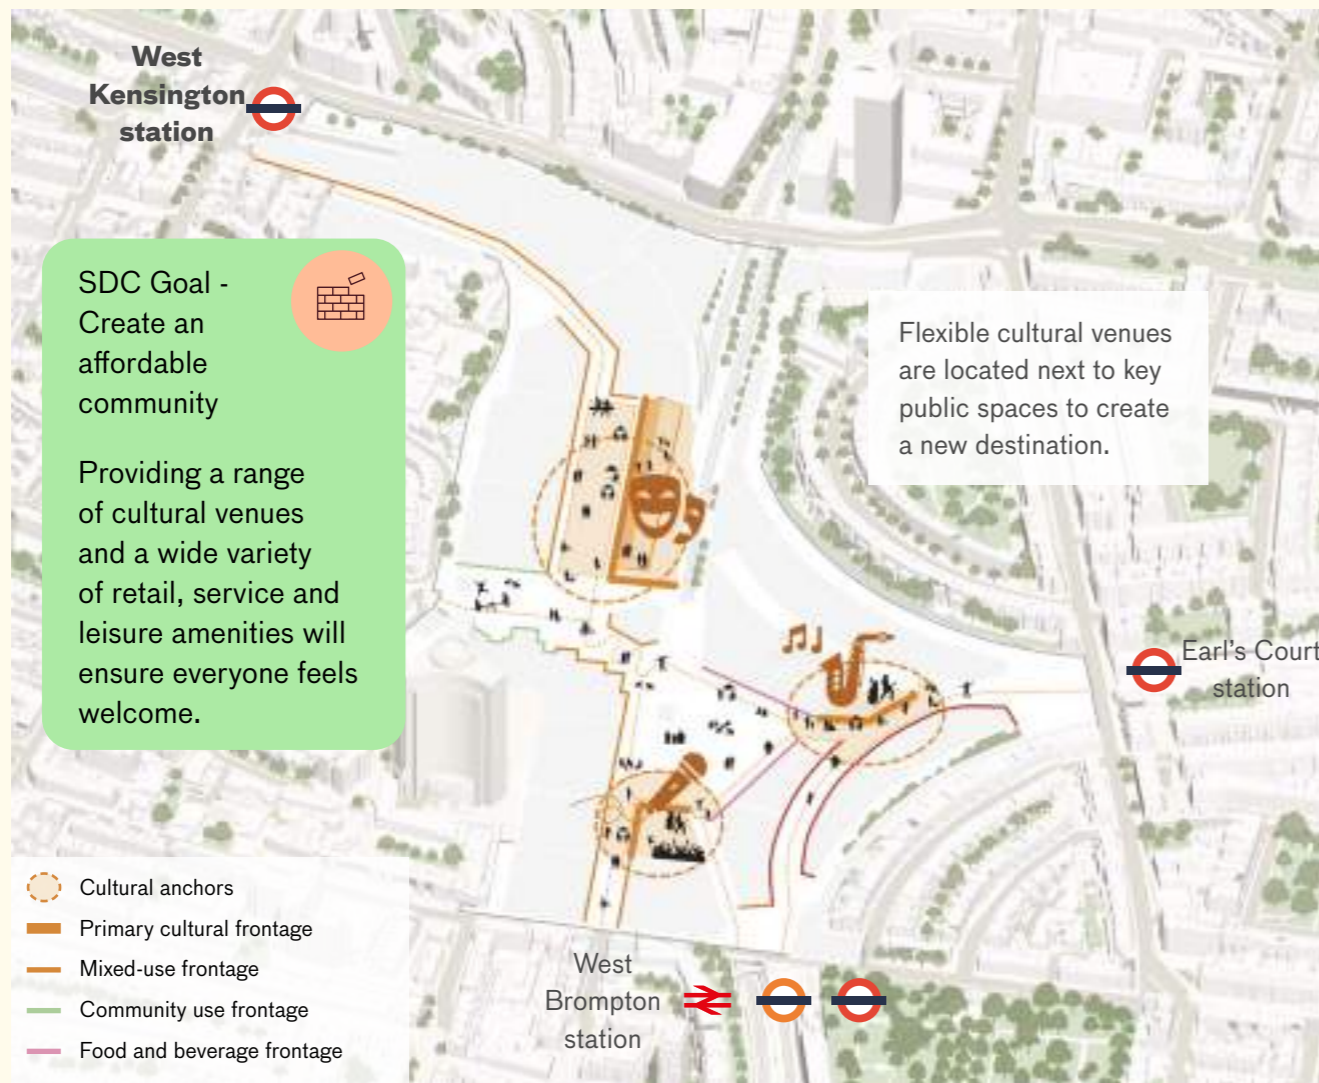 West
Kensington
station
SDC Goal -
Create an
affordable
community
Providing a range
of cultural venues
and a wide variety
of retail, service and
leisure amenities will
ensure everyone feels
welcome.
Flexible cultural venues
are located next to key
public spaces to create
a new destination.
Earl's Court
station
West
Brompton
station
Cultural anchors
Primary cultural frontage
Mixed-use frontage
Community use frontage
Food and beverage frontage